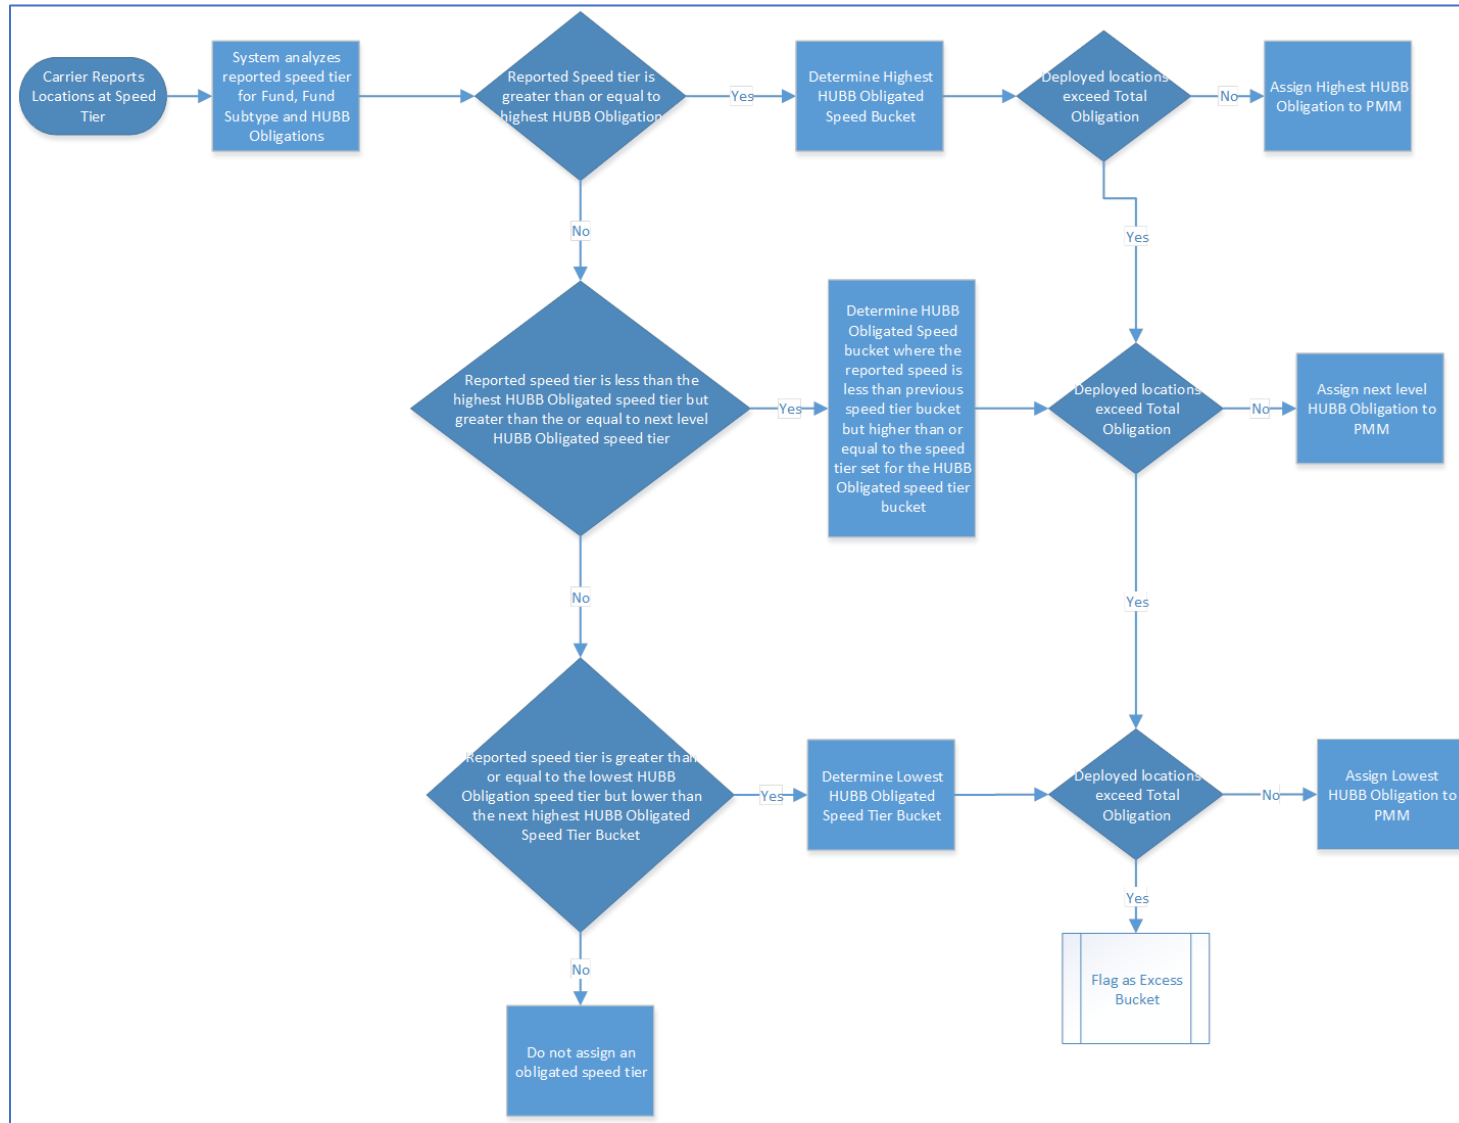 Carrier Reports
Locations at Speed
Tier
System analyzes
reported speed tier
for Fund, Fund
Subtype and HUBB
Obligations
Reported Speed tier is
greater than or equal to
highest HUBB Obligation
Yes
Determine Highest
HUBB Obligated
Speed Bucket
Deployed locations
exceed Total
Obligation
No
Assign Highest HUBB
Obligation to PMM
No
Yes
Reported speed tier is less than the
highest HUBB Obligated speed tier but
greater than the or equal to next level
HUBB Obligated speed tier
Yes
Determine HUBB
Obligated Speed
bucket where the
reported speed is
less than previous
speed tier bucket
but higher than or
equal to the speed
tier set for the HUBB
Obligated speed tier
bucket
Deployed locations
exceed Total
Obligation
No
Assign next level
HUBB Obligation to
PMM
No
Yes
Reported speed tier is greater than
or equal to the lowest HUBB
Obligation speed tier but lower than
the next highest HUBB Obligated
Speed Tier Bucket
Yes
Determine Lowest
HUBB Obligated
Speed Tier Bucket
Deployed locations
exceed Total
Obligation
No
Assign Lowest
HUBB Obligation to
PMM
Yes
No
Flag as Excess
Bucket
Do not assign an
obligated speed tier